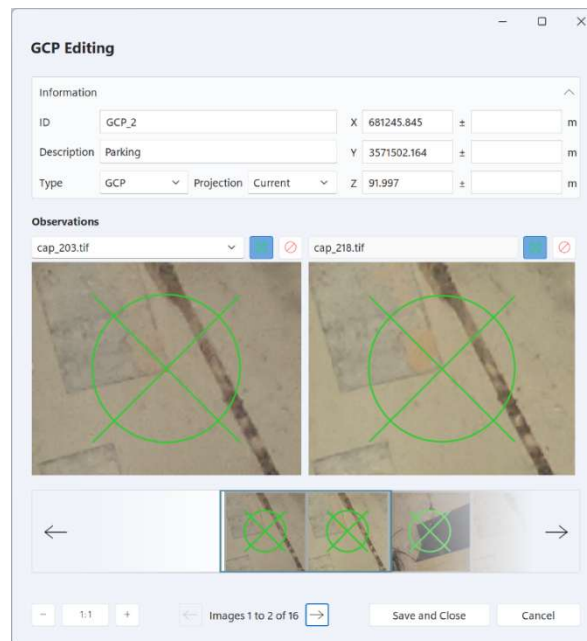 GCP Editing
Information
ID GCP_2 X 681245.845 ± m
Description Parking Y 3571502.164 ± m
Type GCP Projection Current Z 91.997 ± m
Observations
cap_203.tif cap_218.tif
− 1:1 + Images 1 to 2 of 16 Save and Close Cancel